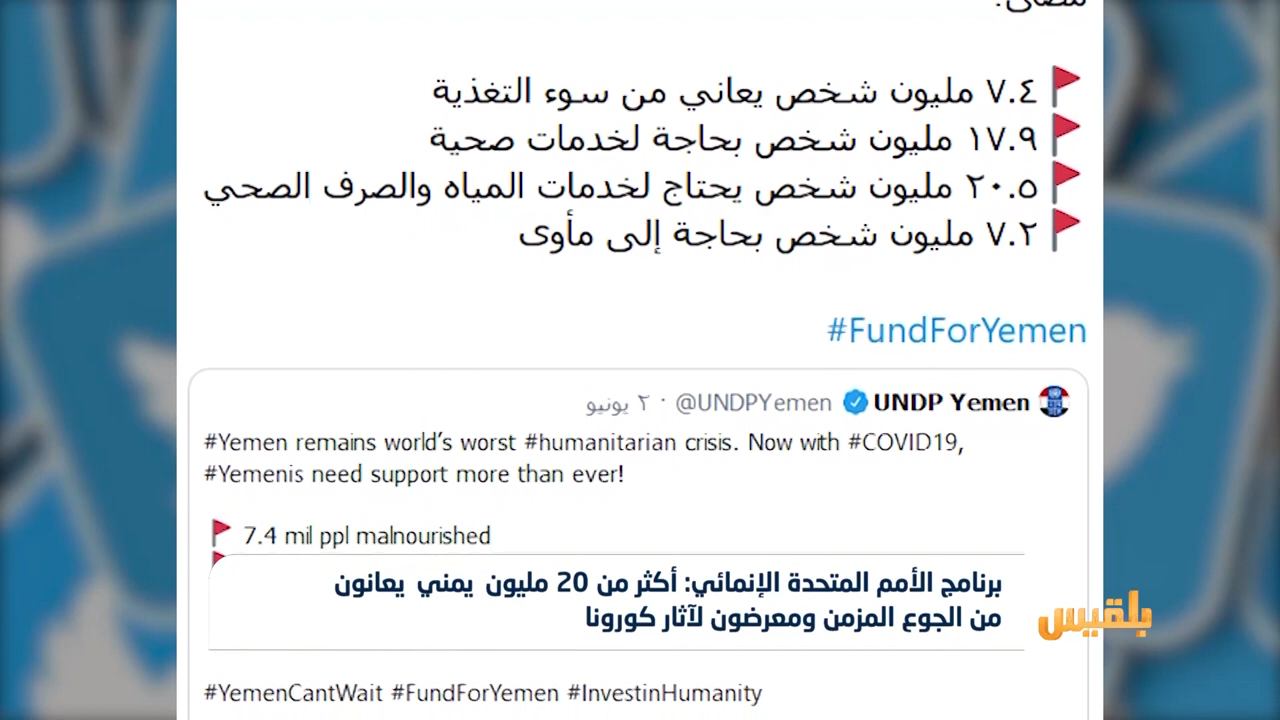 ٧.٤ مليون شخص يعاني من سوء التغذية
١٧.٩ مليون شخص بحاجة لخدمات صحية
٢٠.٥ مليون شخص يحتاج لخدمات المياه والصرف الصحي
٧.٢ مليون شخص بحاجة إلى مأوى
#FundForYemen
UNDP Yemen @UNDPYemen · ٢ يونيو
#Yemen remains world’s worst #humanitarian crisis. Now with #COVID19,
#Yemenis need support more than ever!
7.4 mil ppl malnourished
برنامج الأمم المتحدة الإنمائي: أكثر من 20 مليون يمني يعانون
من الجوع المزمن ومعرضون لآثار كورونا
بلقيس
#YemenCantWait #FundForYemen #InvestinHumanity